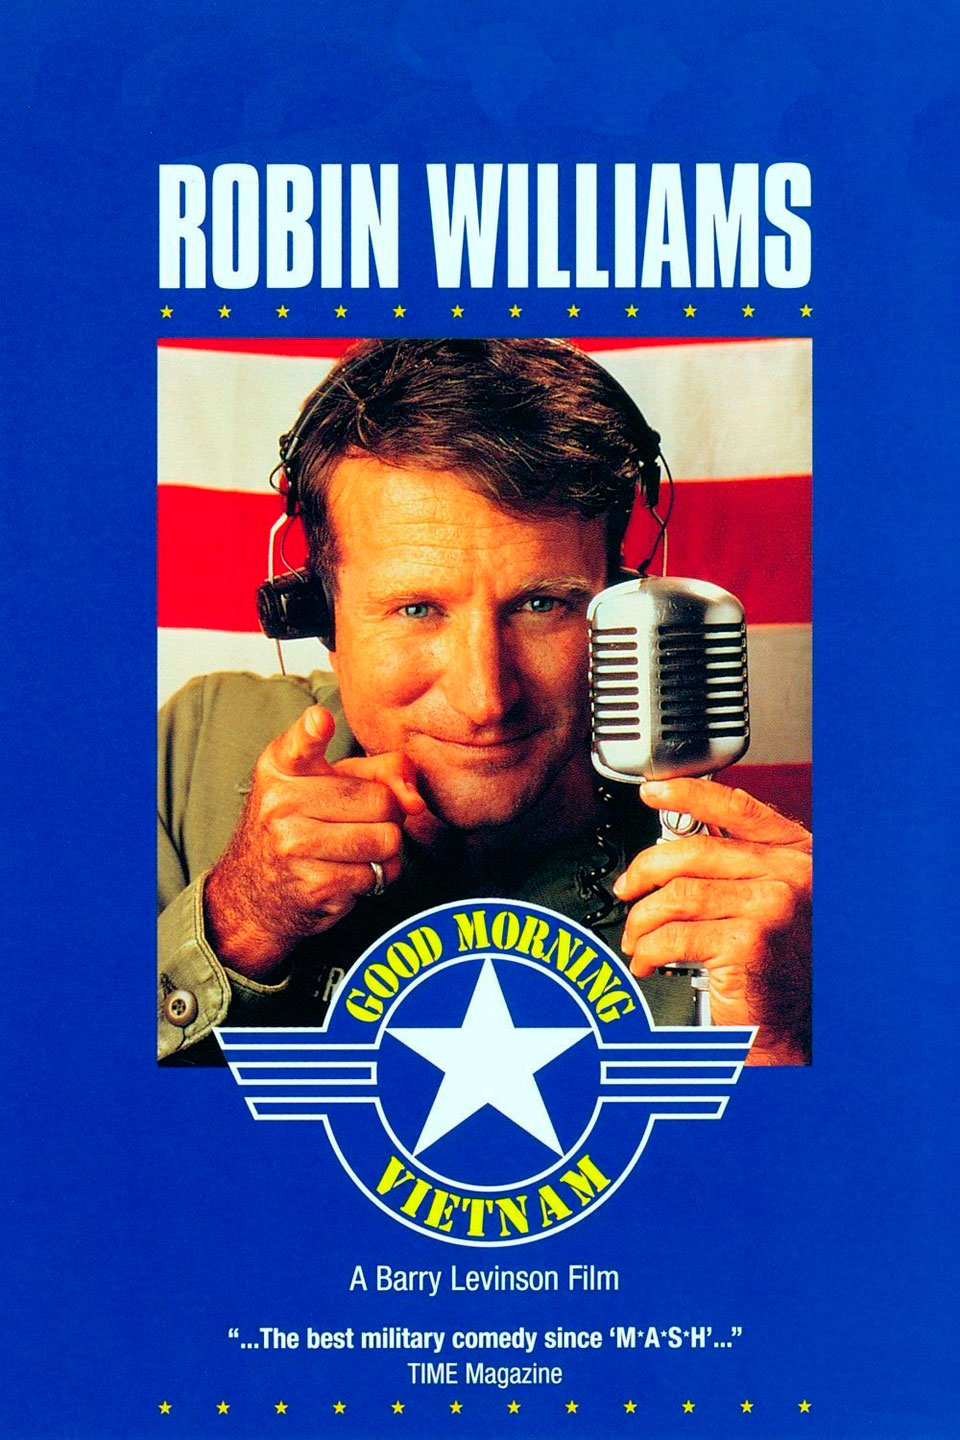 ROBIN WILLIAMS
GOOD MORNING
VIETNAM
A Barry Levinson Film
“...The best military comedy since ‘M*A*S*H’...”
TIME Magazine